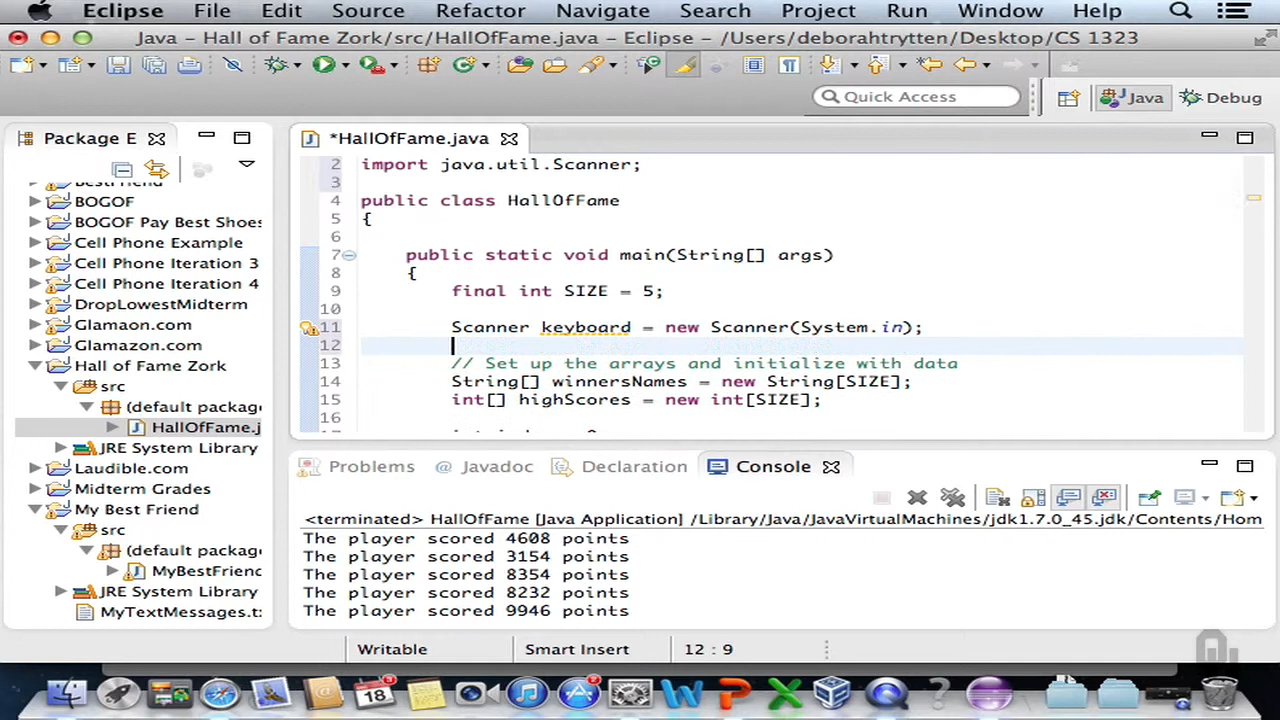 Eclipse File Edit Source Refactor Navigate Search Project Run Window Help
Java – Hall of Fame Zork/src/HallOfFame.java – Eclipse – /Users/deborahtrytten/Desktop/CS 1323
Quick Access
Java
Debug
Package E
BestFriend
BOGOF
BOGOF Pay Best Shoes
Cell Phone Example
Cell Phone Iteration 3
Cell Phone Iteration 4
DropLowestMidterm
Glamaon.com
Glamazon.com
Hall of Fame Zork
src
(default package
HallOfFame.j
JRE System Library
Laudible.com
Midterm Grades
My Best Friend
src
(default package
MyBestFriend
JRE System Library
MyTextMessages.tx
*HallOfFame.java
2 import java.util.Scanner;
3
4 public class HallOfFame
5 {
6
7 public static void main(String[] args)
8 {
9 final int SIZE = 5;
10
11 Scanner keyboard = new Scanner(System.in);
12
13 // Set up the arrays and initialize with data
14 String[] winnersNames = new String[SIZE];
15 int[] highScores = new int[SIZE];
16
Problems @ Javadoc Declaration Console
<terminated> HallOfFame [Java Application] /Library/Java/JavaVirtualMachines/jdk1.7.0_45.jdk/Contents/Hom
The player scored 4608 points
The player scored 3154 points
The player scored 8354 points
The player scored 8232 points
The player scored 9946 points
Writable Smart Insert 12 : 9
18